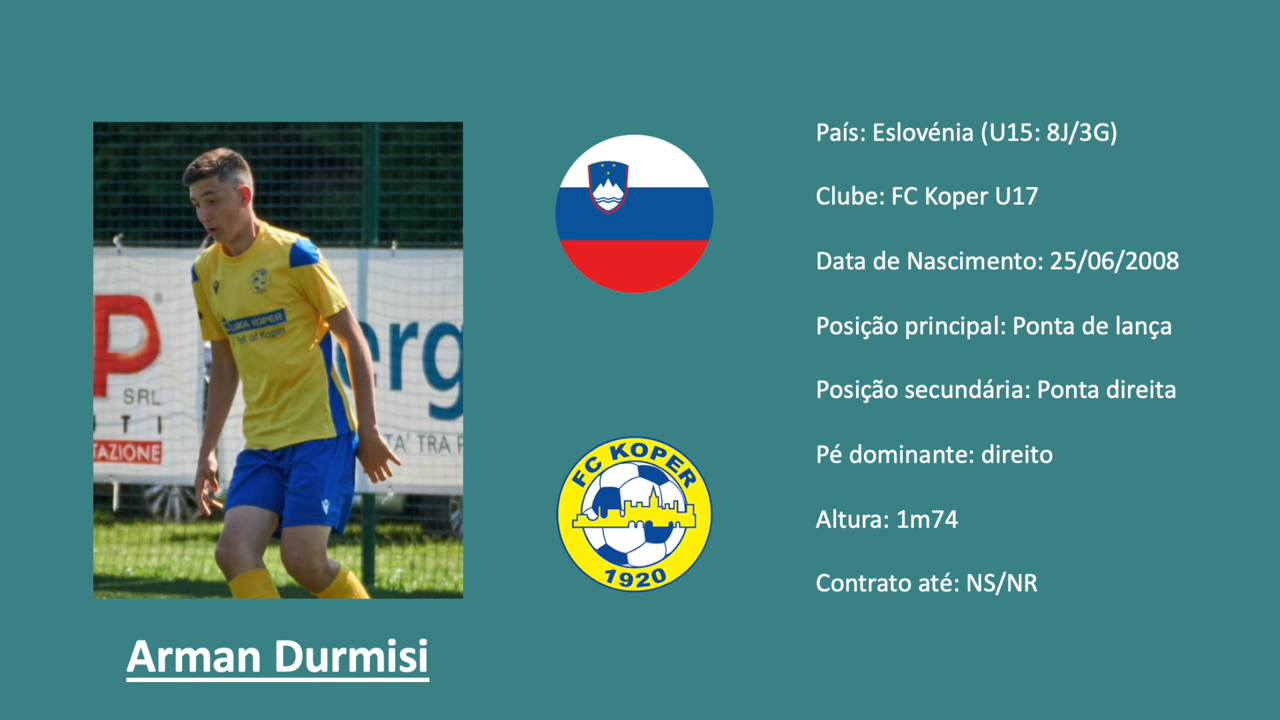 País: Eslovénia (U15: 8J/3G)
Clube: FC Koper U17
Data de Nascimento: 25/06/2008
Posição principal: Ponta de lança
Posição secundária: Ponta direita
Pé dominante: direito
Altura: 1m74
Contrato até: NS/NR
FC KOPER
1920
P
SRL
TAZIONE
LUKA KOPER
Port of Koper
erg
TA' TRA
Arman Durmisi